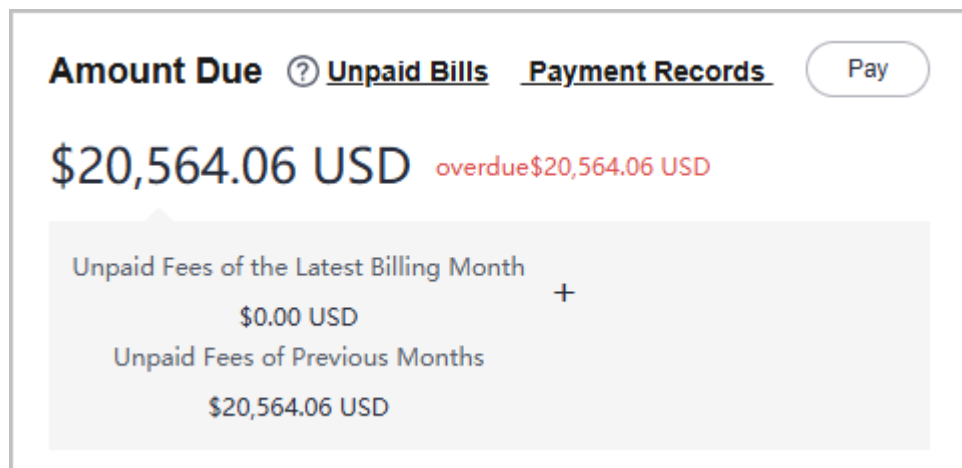 Amount Due ? Unpaid Bills Payment Records Pay
$20,564.06 USD overdue$20,564.06 USD
Unpaid Fees of the Latest Billing Month
+
$0.00 USD
Unpaid Fees of Previous Months
$20,564.06 USD